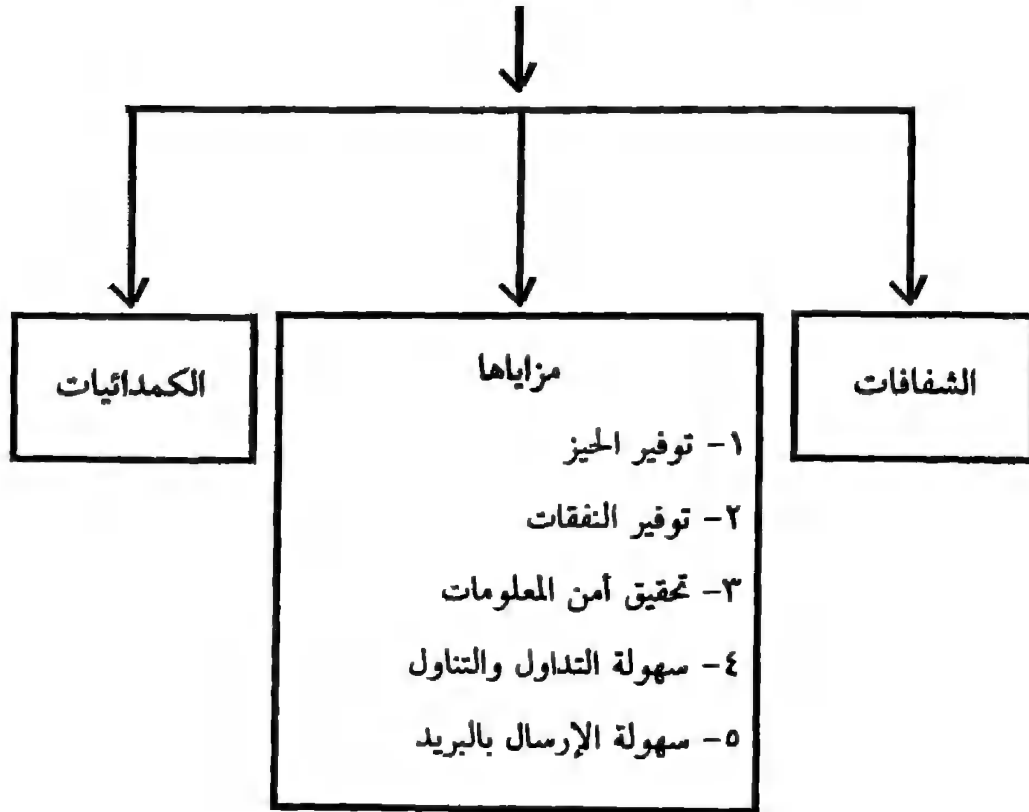 الشفافات
مزاياها
١- توفير الحيز
٢- توفير النفقات
٣- تحقيق أمن المعلومات
٤- سهولة التداول والتناول
٥- سهولة الإرسال بالبريد
الكمدائيات